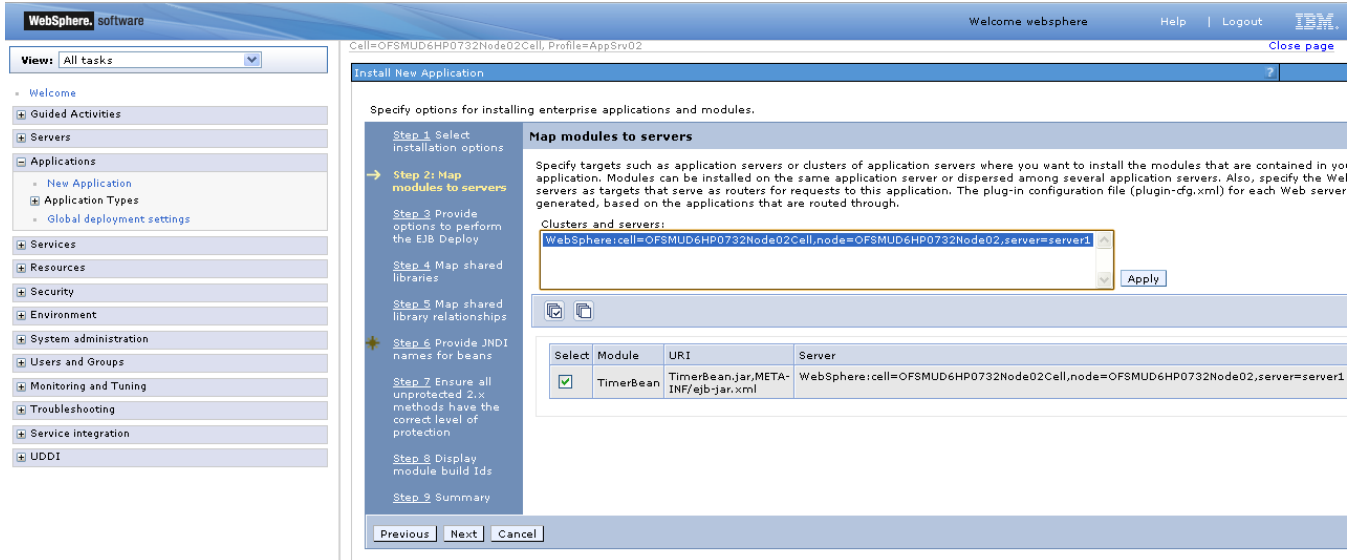 WebSphere. software
Welcome websphere
Help | Logout
IBM.
View: All tasks
Welcome
Guided Activities
Servers
Applications
New Application
Application Types
Global deployment settings
Services
Resources
Security
Environment
System administration
Users and Groups
Monitoring and Tuning
Troubleshooting
Service integration
UDDI
Cell=OFSMUD6HP0732Node02Cell, Profile=AppSrv02
Close page
Install New Application
?
Specify options for installing enterprise applications and modules.
Step 1 Select
installation options
Step 2: Map
modules to servers
Step 3 Provide
options to perform
the EJB Deploy
Step 4 Map shared
libraries
Step 5 Map shared
library relationships
Step 6 Provide JNDI
names for beans
Step 7 Ensure all
unprotected 2.x
methods have the
correct level of
protection
Step 8 Display
module build Ids
Step 9 Summary
Map modules to servers
Specify targets such as application servers or clusters of application servers where you want to install the modules that are contained in you
application. Modules can be installed on the same application server or dispersed among several application servers. Also, specify the Web
servers as targets that serve as routers for requests to this application. The plug-in configuration file (plugin-cfg.xml) for each Web server
generated, based on the applications that are routed through.
Clusters and servers:
WebSphere:cell=OFSMUD6HP0732Node02Cell,node=OFSMUD6HP0732Node02,server=server1
Apply
Select Module URI Server
TimerBean
TimerBean.jar,META-
INF/ejb-jar.xml
WebSphere:cell=OFSMUD6HP0732Node02Cell,node=OFSMUD6HP0732Node02,server=server1
Previous Next Cancel